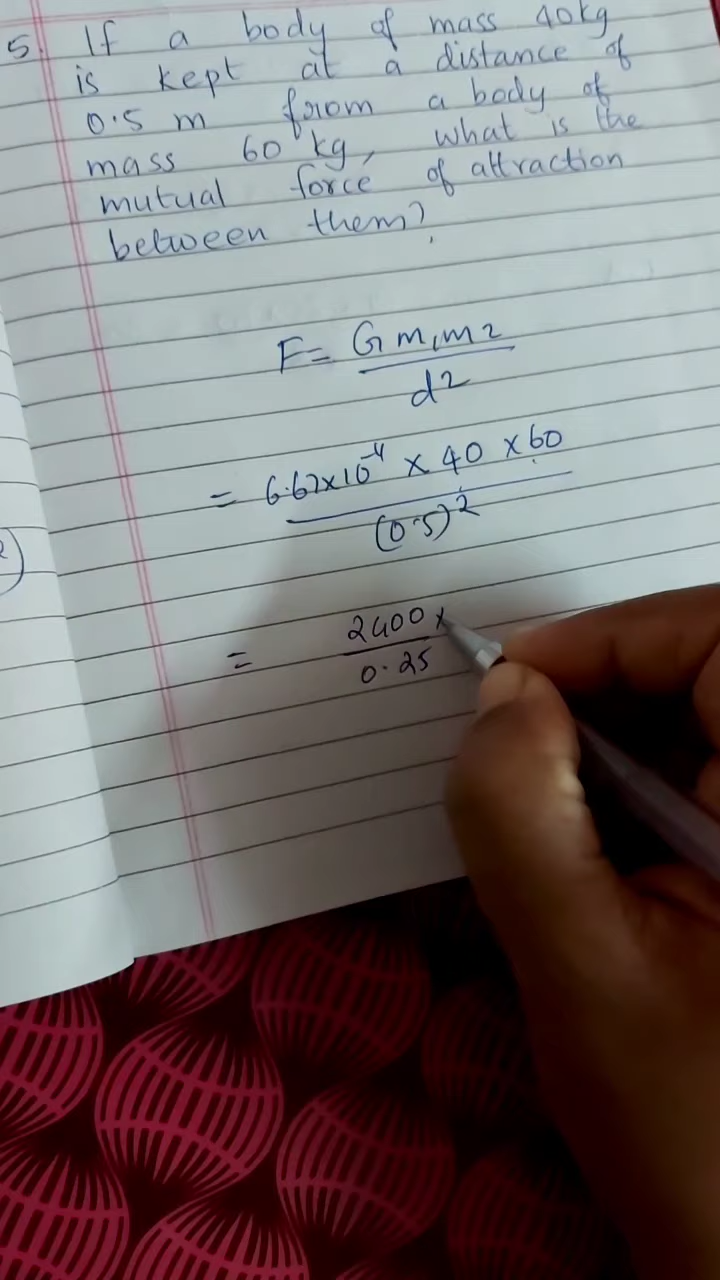 5. If a body of mass 40kg
is kept at a distance of
0.5 m from a body of
mass 60 kg, what is the
mutual force of attraction
between them?
F = G m1 m2
d2
= 6.67x10-4 x 40 x 60
(0.5)2
= 2400 x
0.25